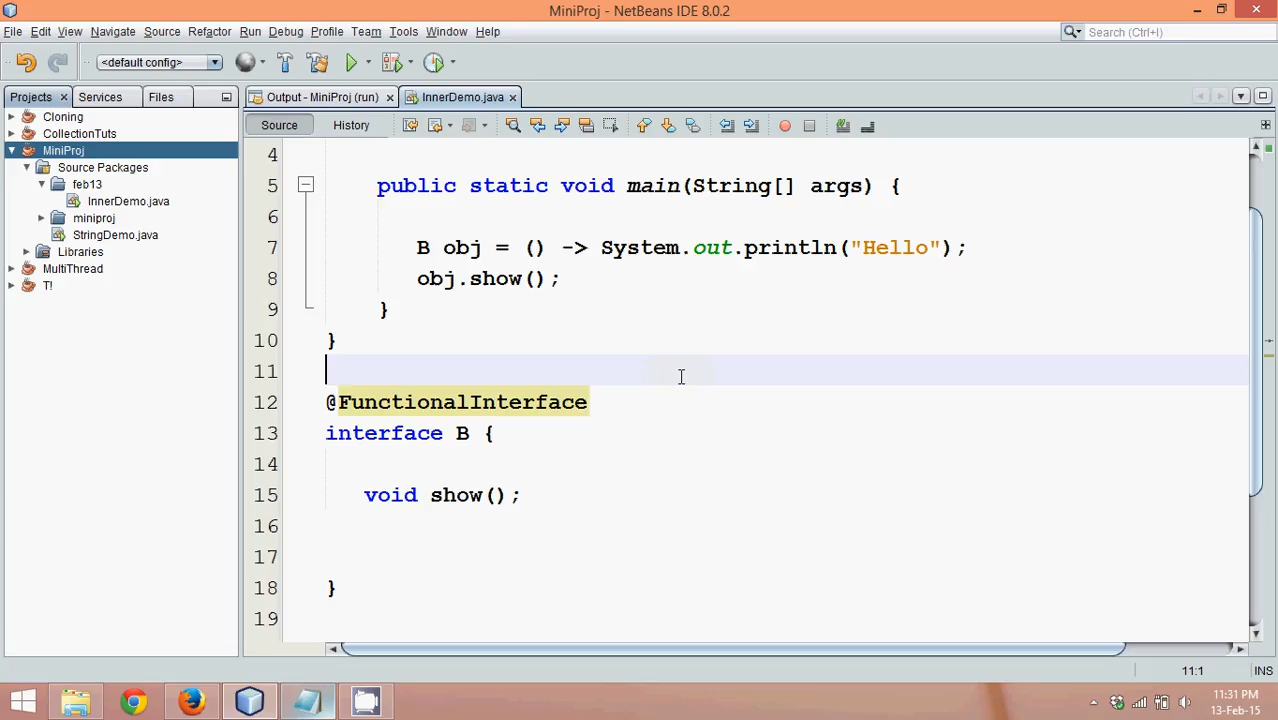 MiniProj - NetBeans IDE 8.0.2
File Edit View Navigate Source Refactor Run Debug Profile Team Tools Window Help
Search (Ctrl+I)
<default config>
Projects Services Files
Output - MiniProj (run) InnerDemo.java
Source History
Cloning
CollectionTuts
MiniProj
Source Packages
feb13
InnerDemo.java
miniproj
StringDemo.java
Libraries
MultiThread
T!
4
5 public static void main(String[] args) {
6
7 B obj = () -> System.out.println("Hello");
8 obj.show();
9 }
10 }
11
12 @FunctionalInterface
13 interface B {
14
15 void show();
16
17
18 }
19
11:1 INS
11:31 PM
13-Feb-15